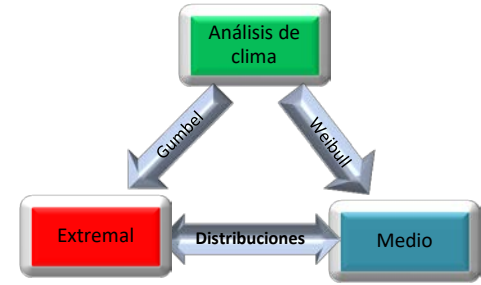 Análisis de
clima
Gumbel
Weibull
Extremal
Distribuciones
Medio